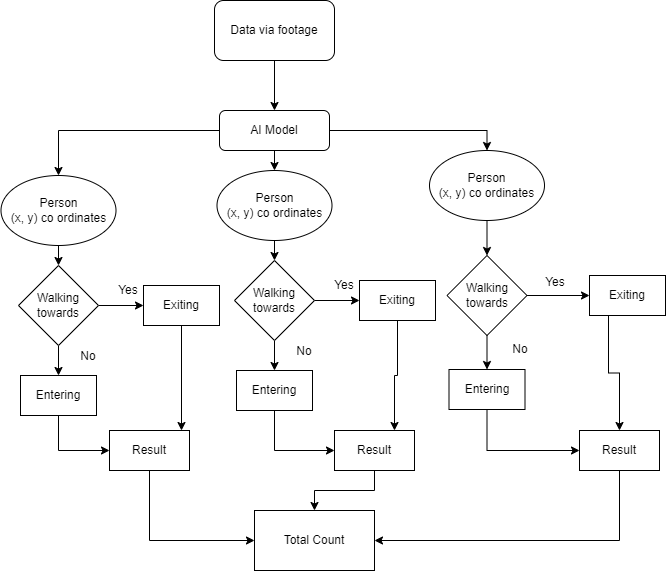 Data via footage
AI Model
Person
(x, y) co ordinates
Person
(x, y) co ordinates
Person
(x, y) co ordinates
Walking
towards
Yes
Exiting
No
Entering
Result
Walking
towards
Yes
Exiting
No
Entering
Result
Walking
towards
Yes
Exiting
No
Entering
Result
Total Count